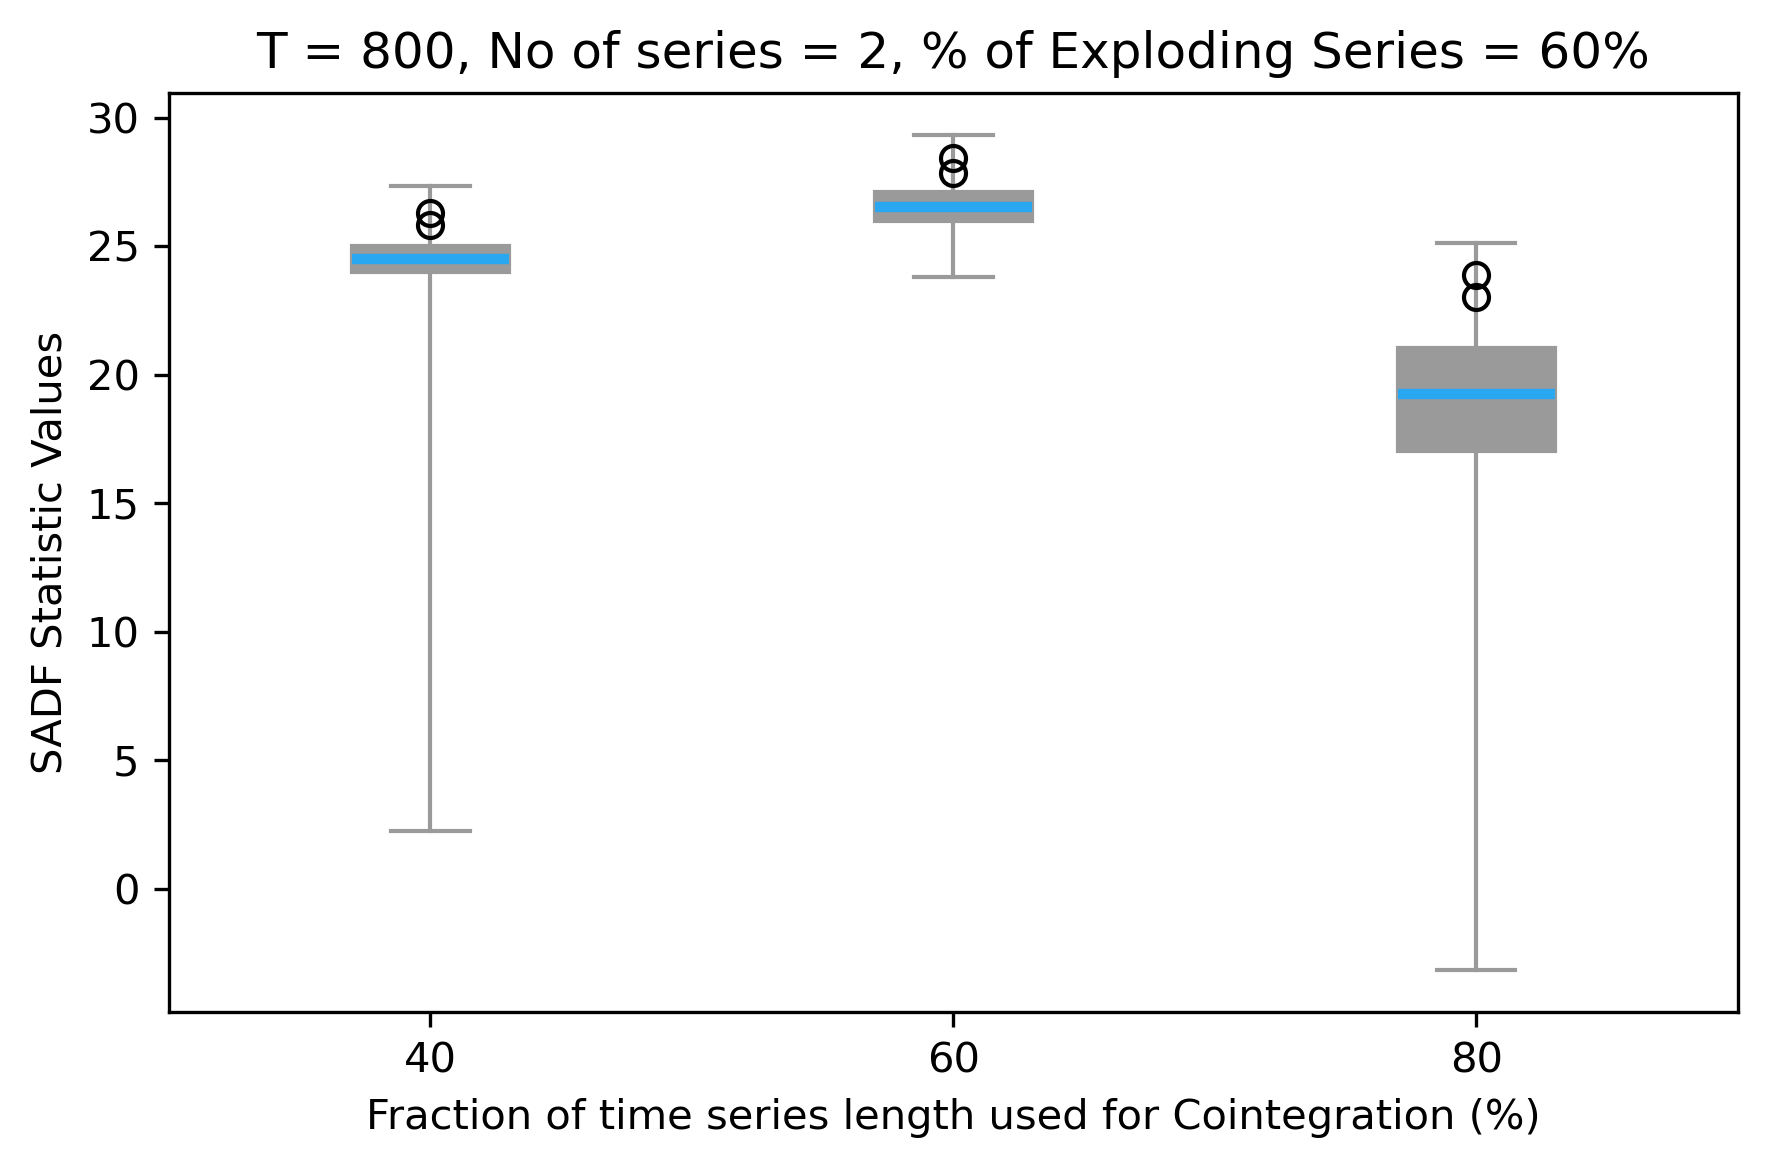 T = 800, No of series = 2, % of Exploding Series = 60%
30
25
20
15
10
5
0
SADF Statistic Values
40 60 80
Fraction of time series length used for Cointegration (%)